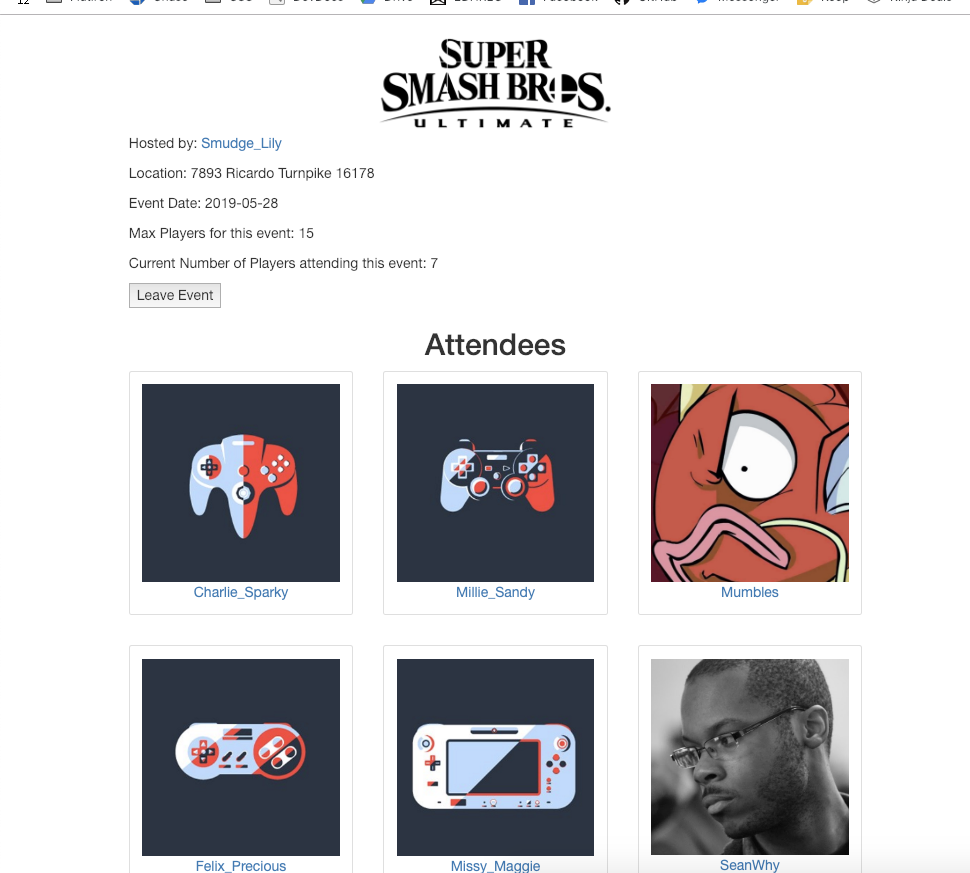 12
SUPER
SMASH BROS.
ULTIMATE
Hosted by: Smudge_Lily
Location: 7893 Ricardo Turnpike 16178
Event Date: 2019-05-28
Max Players for this event: 15
Current Number of Players attending this event: 7
Leave Event
Attendees
Charlie_Sparky
Millie_Sandy
Mumbles
Felix_Precious
Missy_Maggie
SeanWhy